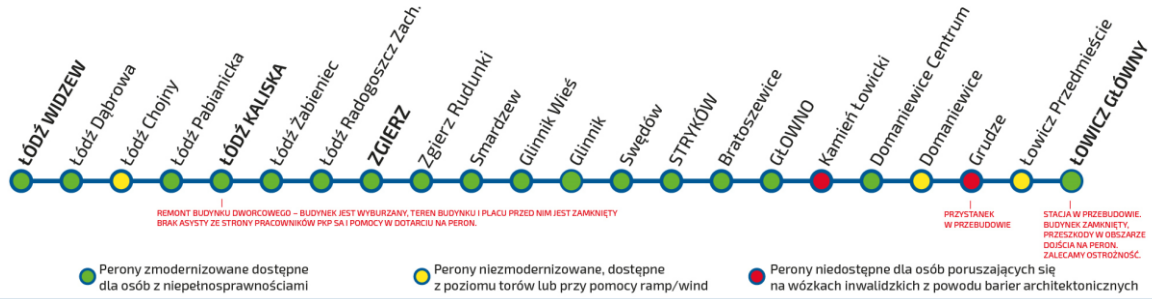 ŁÓDŹ WIDZEW
Łódź Dąbrowa
Łódź Chojny
Łódź Pabianicka
ŁÓDŹ KALISKA
Łódź Żabieniec
Łódź Radogoszcz Zach.
ZGIERZ
Zgierz Rudunki
Smardzew
Glinnik Wieś
Glinnik
Swędów
STRYKÓW
Bratoszewice
GŁOWNO
Kamień Łowicki
Domaniewice Centrum
Domaniewice
Grudze
Łowicz Przedmieście
ŁOWICZ GŁÓWNY
REMONT BUDYNKU DWORCOWEGO – BUDYNEK JEST WYBURZANY, TEREN BUDYNKU I PLACU PRZED NIM JEST ZAMKNIĘTY
BRAK ASYSTY ZE STRONY PRACOWNIKÓW PKP SA I POMOCY W DOTARCIU NA PERON.
PRZYSTANEK
W PRZEBUDOWIE
STACJA W PRZEBUDOWIE.
BUDYNEK ZAMKNIĘTY,
PRZESZKODY W OBSZARZE
DOJŚCIA NA PERON.
ZALECAMY OSTROŻNOŚĆ.
Perony zmodernizowane dostępne
dla osób z niepełnosprawnościami
Perony niezmodernizowane, dostępne
z poziomu torów lub przy pomocy ramp/wind
Perony niedostępne dla osób poruszających się
na wózkach inwalidzkich z powodu barier architektonicznych